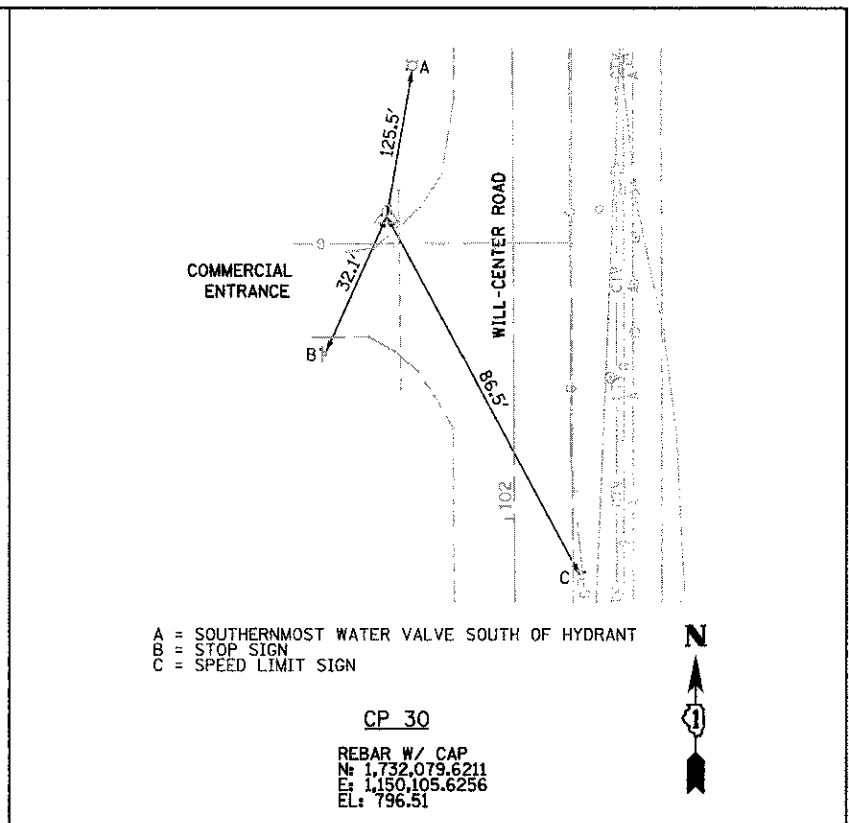 A
125.5'
WILL-CENTER ROAD
COMMERCIAL
ENTRANCE
32.1'
B
86.5'
CTV
102
C
A = SOUTHERNMOST WATER VALVE SOUTH OF HYDRANT
B = STOP SIGN
C = SPEED LIMIT SIGN
N
1
CP 30
REBAR W/ CAP
N: 1,732,079.6211
E: 1,150,105.6256
EL: 796.51